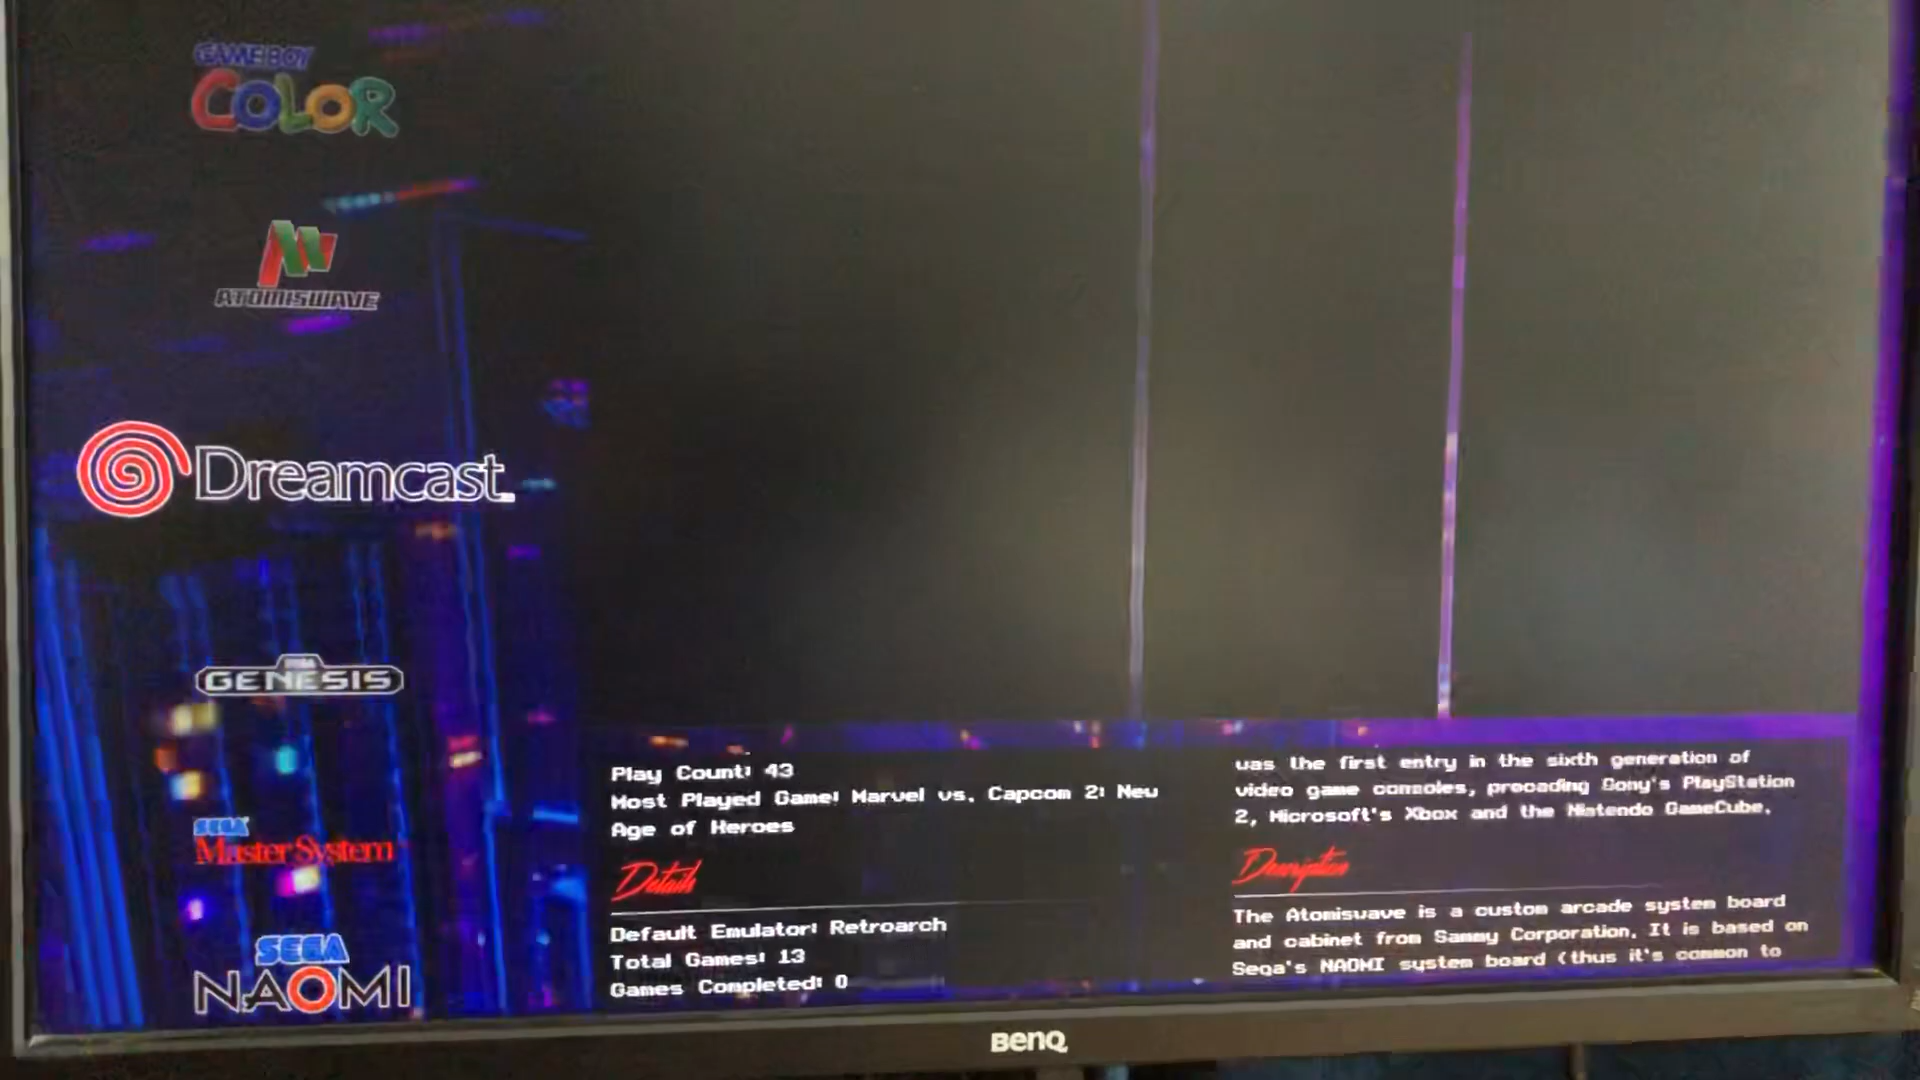 GAME BOY
COLOR
ATOMISWAVE
Dreamcast
GENESIS
SEGA
Master System
SEGA
NAOMI
Play Count: 43
Most Played Game: Marvel vs. Capcom 2: New
Age of Heroes
Details
Default Emulator: Retroarch
Total Games: 13
Games Completed: 0
was the first entry in the sixth generation of
video game consoles, preceding Sony's PlayStation
2, Microsoft's Xbox and the Nintendo GameCube.
Description
The Atomiswave is a custom arcade system board
and cabinet from Sammy Corporation. It is based on
Sega's NAOMI system board (thus it's common to
BenQ